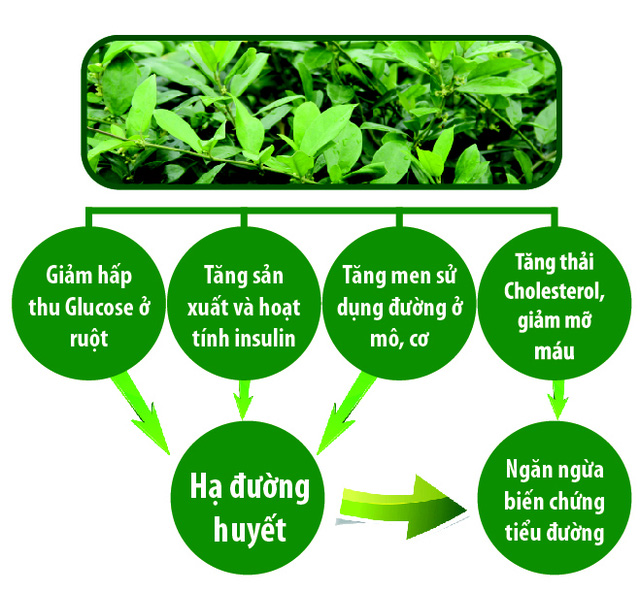 Giảm hấp
thu Glucose ở
ruột
Tăng sản
xuất và hoạt
tính insulin
Tăng men sử
dụng đường ở
mô, cơ
Tăng thải
Cholesterol,
giảm mỡ
máu
Hạ đường
huyết
Ngăn ngừa
biến chứng
tiểu đường